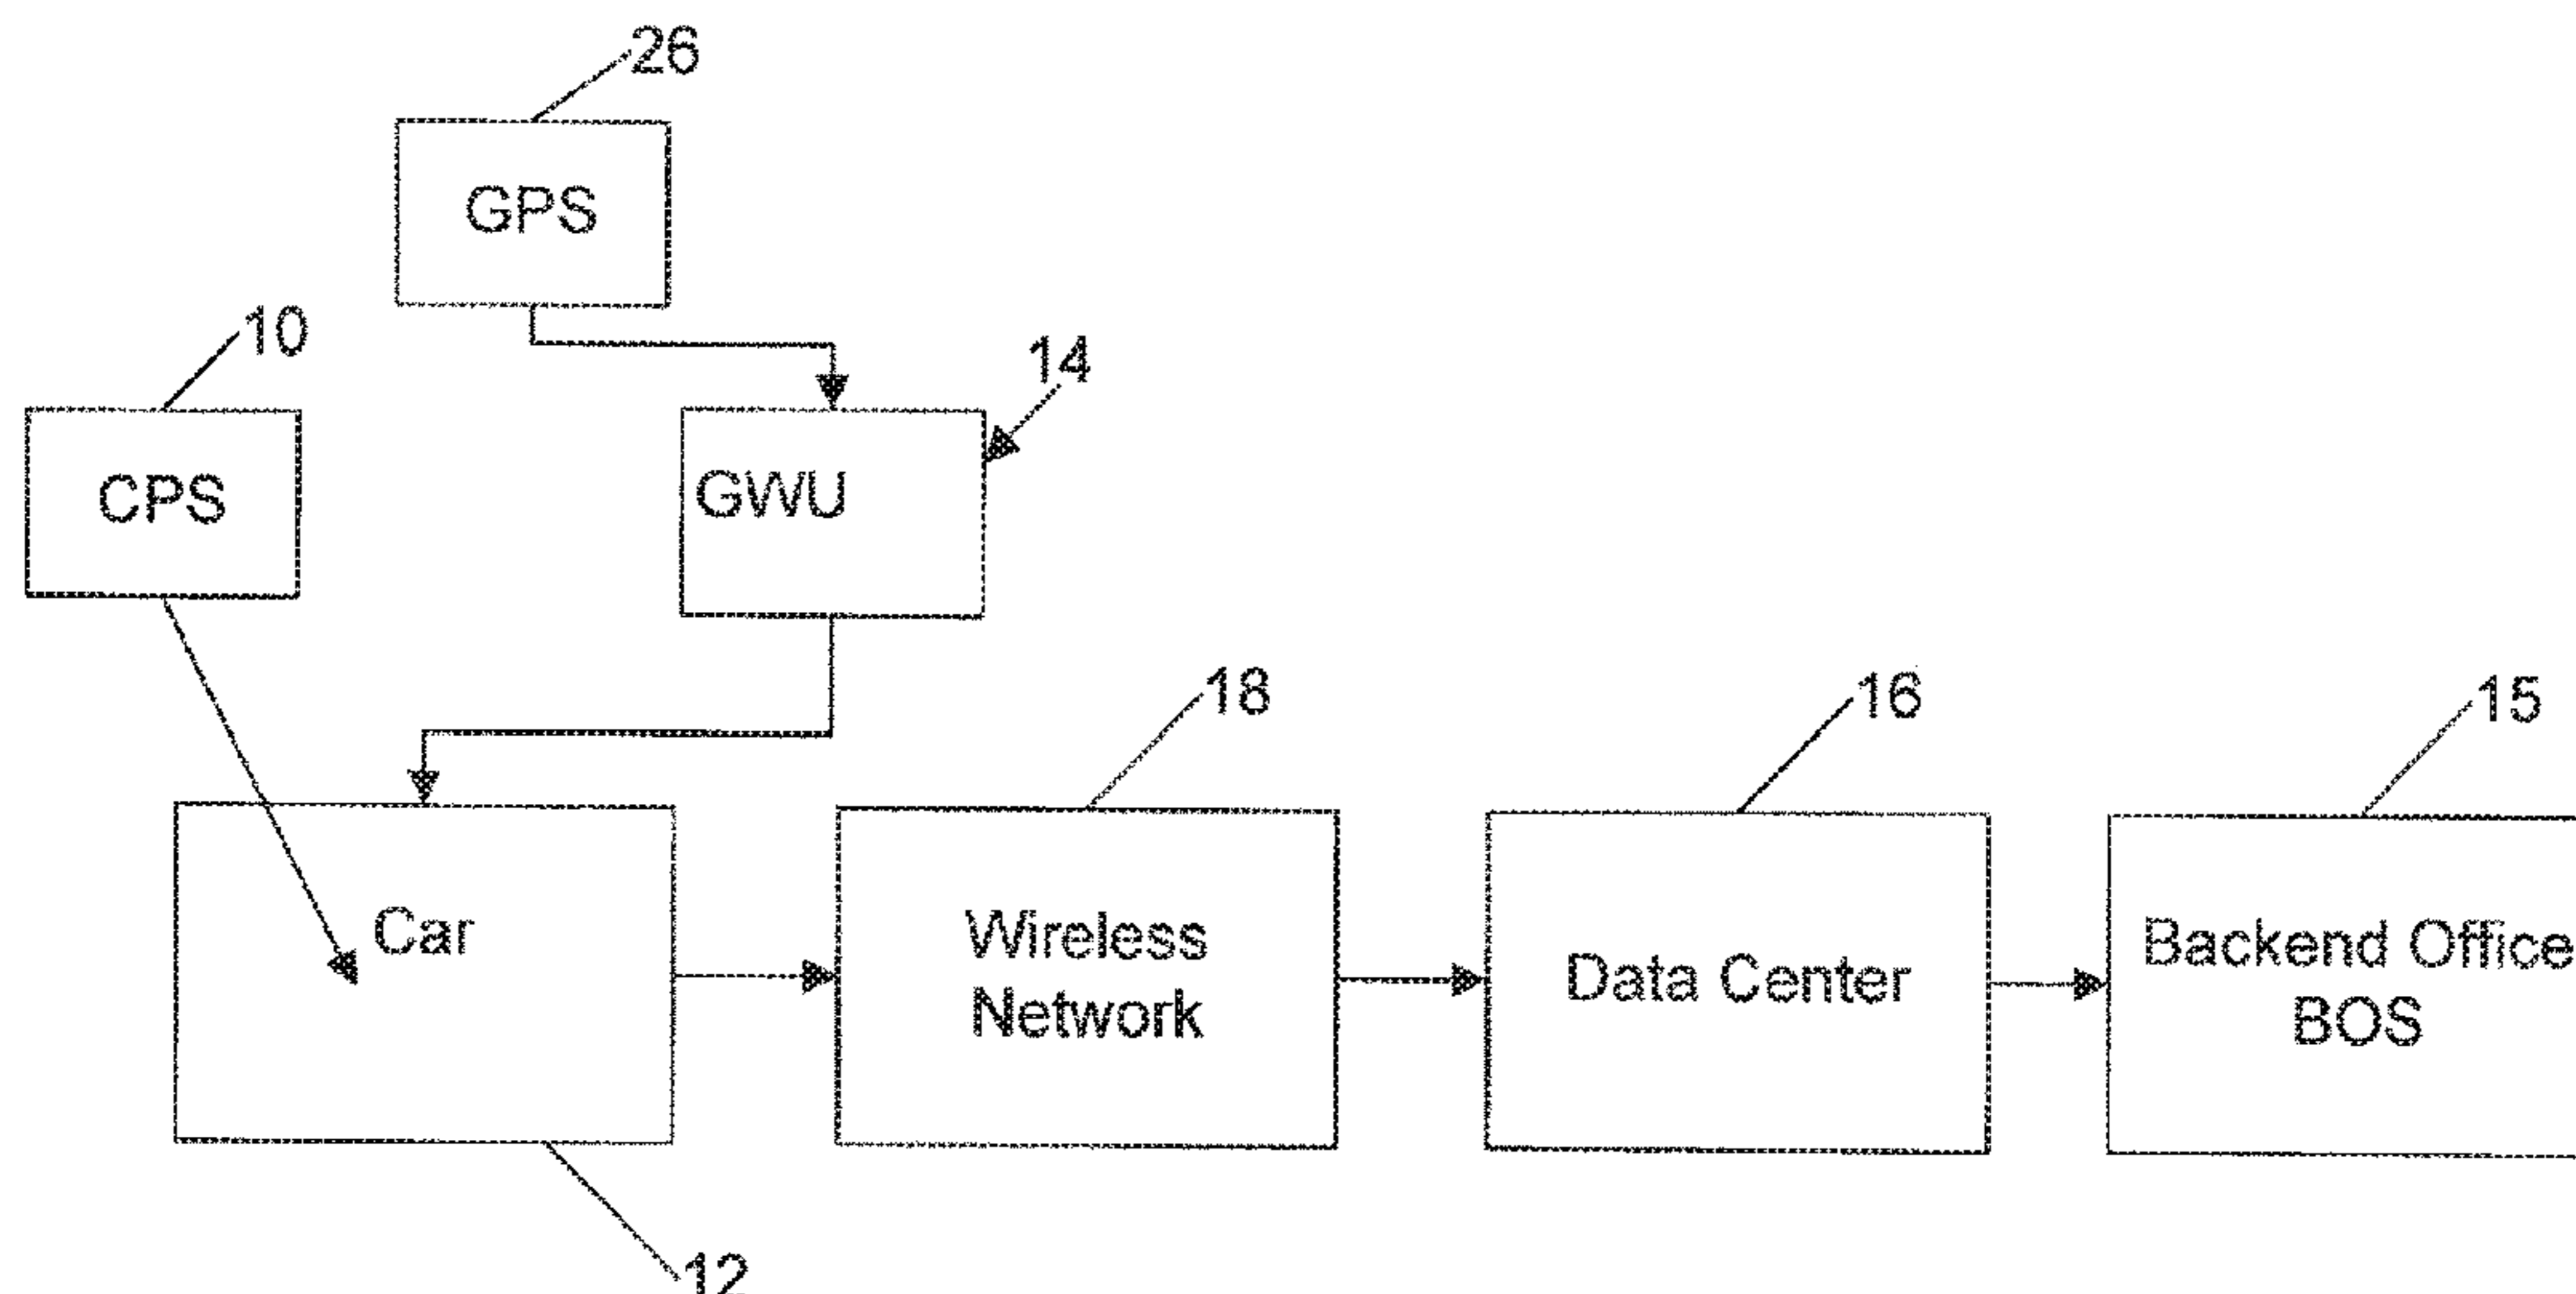 26
GPS
10
14
CPS
GWU
18
16
15
Car
Wireless
Network
Data Center
Backend Office
BOS
12